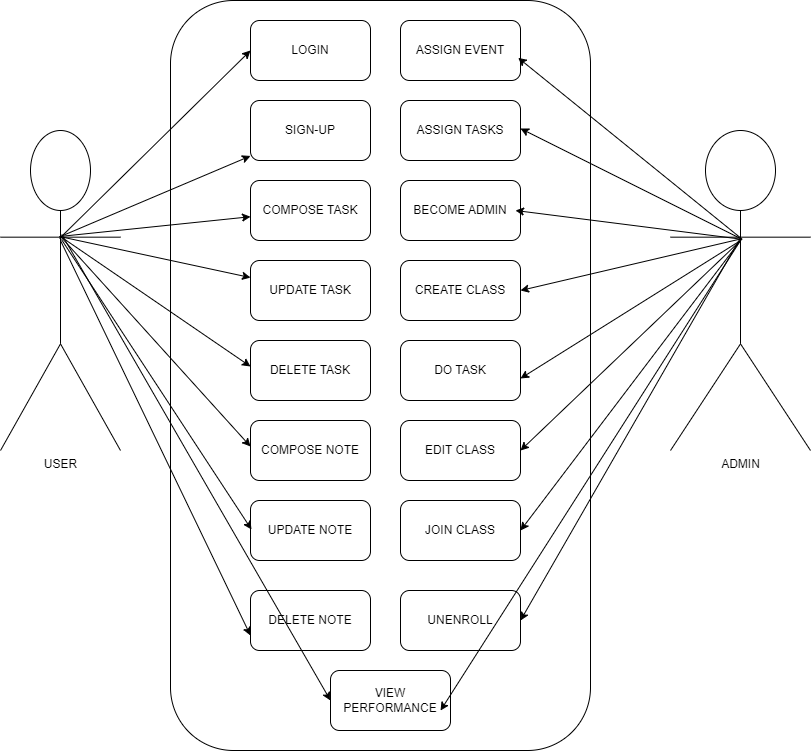 LOGIN
ASSIGN EVENT
SIGN-UP
ASSIGN TASKS
COMPOSE TASK
BECOME ADMIN
UPDATE TASK
CREATE CLASS
DELETE TASK
DO TASK
COMPOSE NOTE
EDIT CLASS
USER
ADMIN
UPDATE NOTE
JOIN CLASS
DELETE NOTE
UNENROLL
VIEW
PERFORMANCE